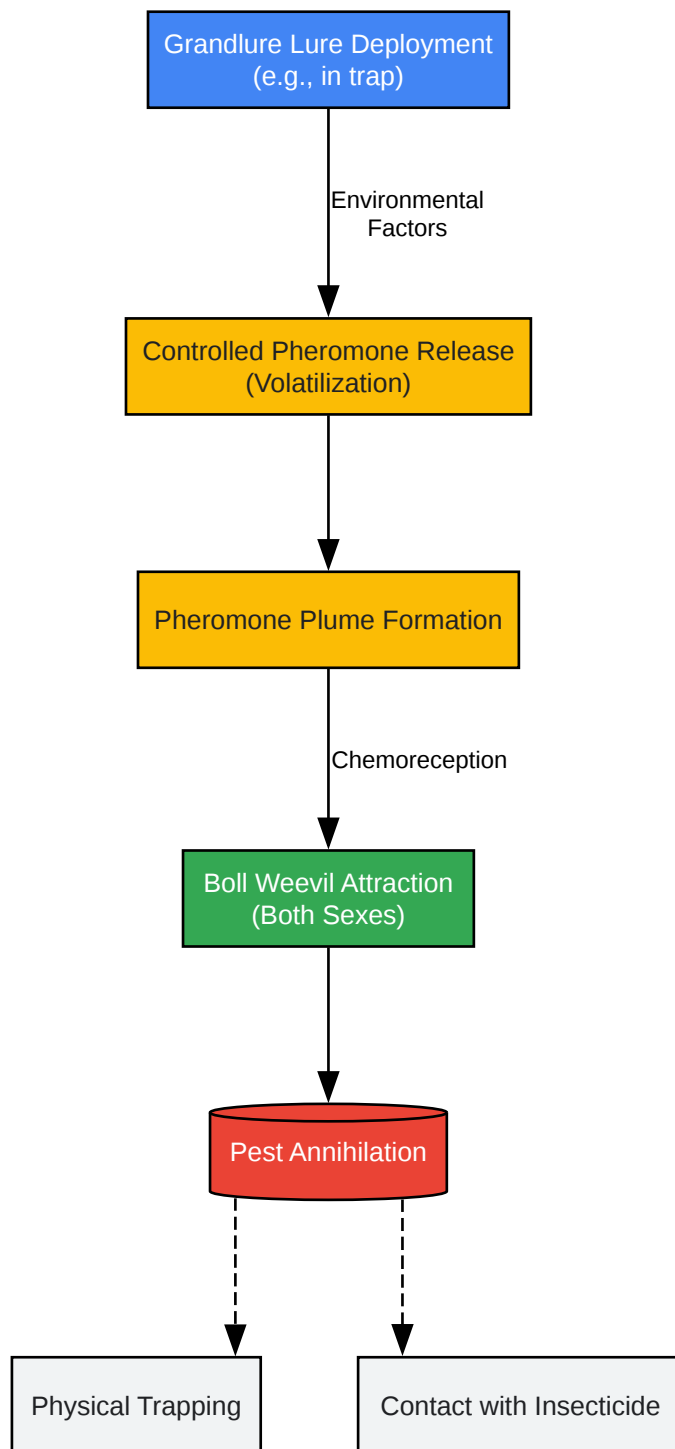 Grandlure Lure Deployment
(e.g., in trap)
Environmental
Factors
Controlled Pheromone Release
(Volatilization)
Pheromone Plume Formation
Chemoreception
Boll Weevil Attraction
(Both Sexes)
Pest Annihilation
Physical Trapping
Contact with Insecticide